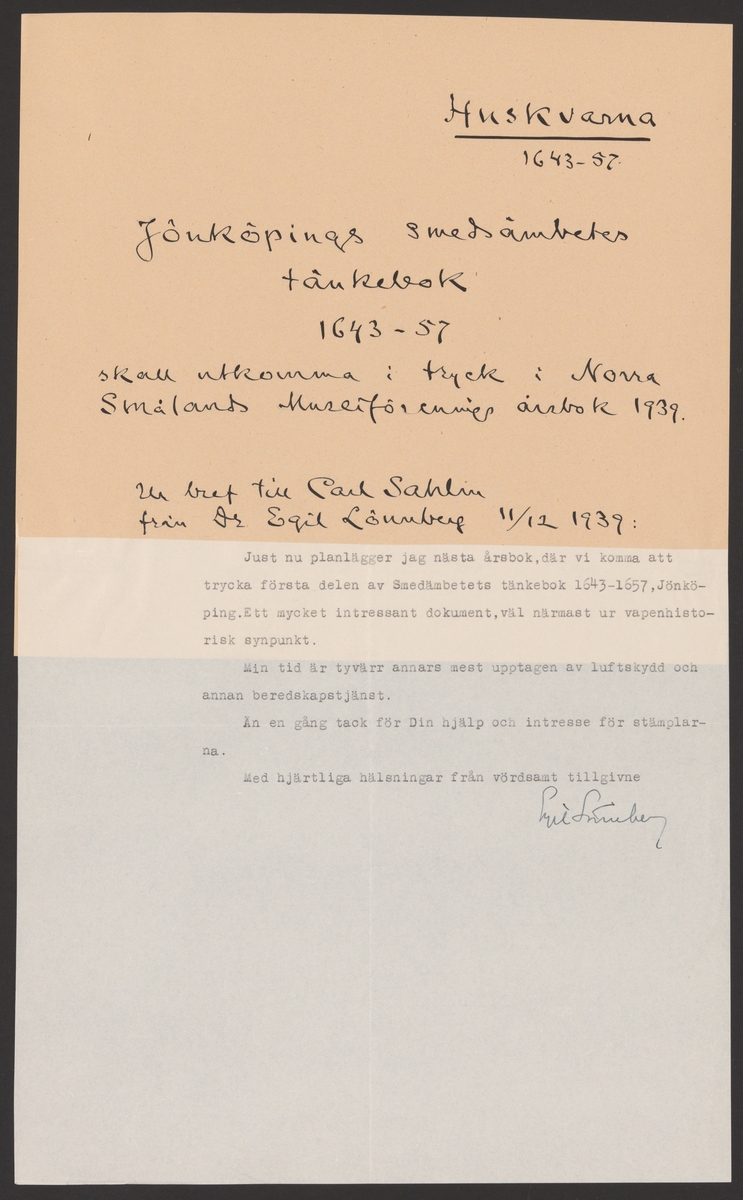 Huskvarna
1643-57.
Jönköpings smedsämbetes
tänkebok
1643-57
skall utkomma i tryck i Norra
Smålands Museiförenings årsbok 1939.
Ur bref till Carl Sahlin
från Dr Egil Lönnberg 11/12 1939:
Just nu planlägger jag nästa årsbok,där vi komma att
trycka första delen av Smedämbetets tänkebok 1643-1657,Jönkö-
ping.Ett mycket intressant dokument,väl närmast ur vapenhisto-
risk synpunkt.
Min tid är tyvärr annars mest upptagen av luftskydd och
annan beredskapstjänst.
Än en gång tack för Din hjälp och intresse för stämplar-
na.
Med hjärtliga hälsningar från vördsamt tillgivne
Egil Lönnberg